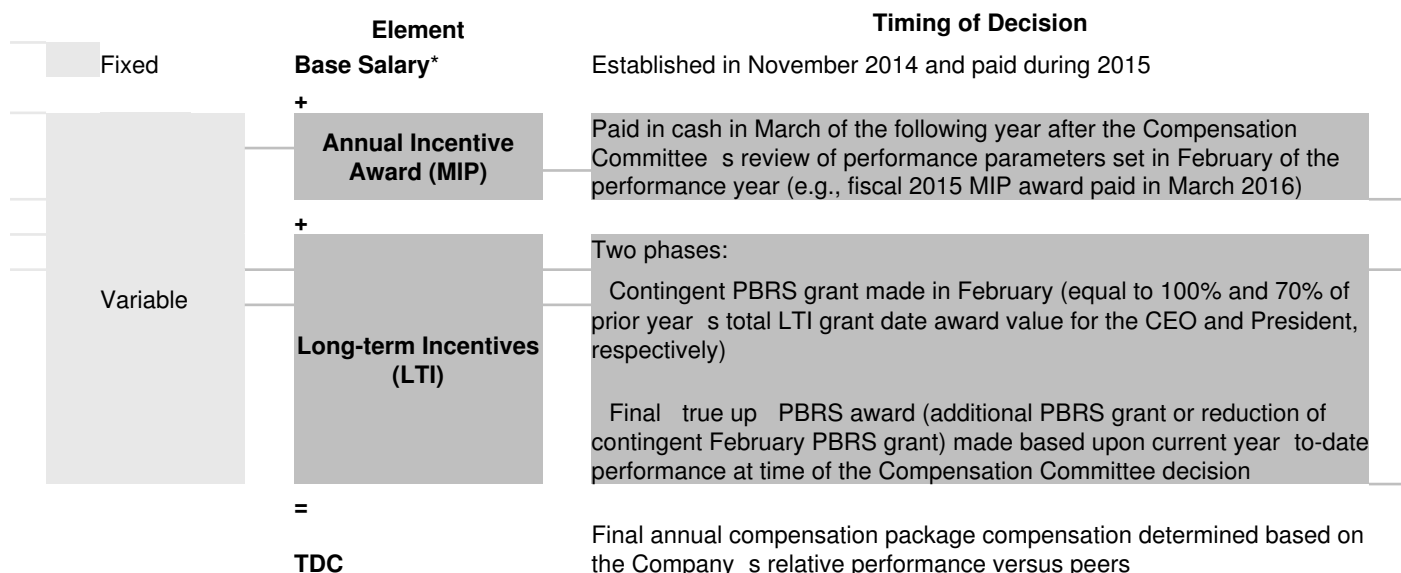 Element
Timing of Decision
Fixed
Base Salary*
Established in November 2014 and paid during 2015
+
Annual Incentive
Award (MIP)
Paid in cash in March of the following year after the Compensation
Committee s review of performance parameters set in February of the
performance year (e.g., fiscal 2015 MIP award paid in March 2016)
+
Variable
Long-term Incentives
(LTI)
Two phases:
Contingent PBRS grant made in February (equal to 100% and 70% of
prior year s total LTI grant date award value for the CEO and President,
respectively)
Final true up PBRS award (additional PBRS grant or reduction of
contingent February PBRS grant) made based upon current year to-date
performance at time of the Compensation Committee decision
=
TDC
Final annual compensation package compensation determined based on
the Company s relative performance versus peers